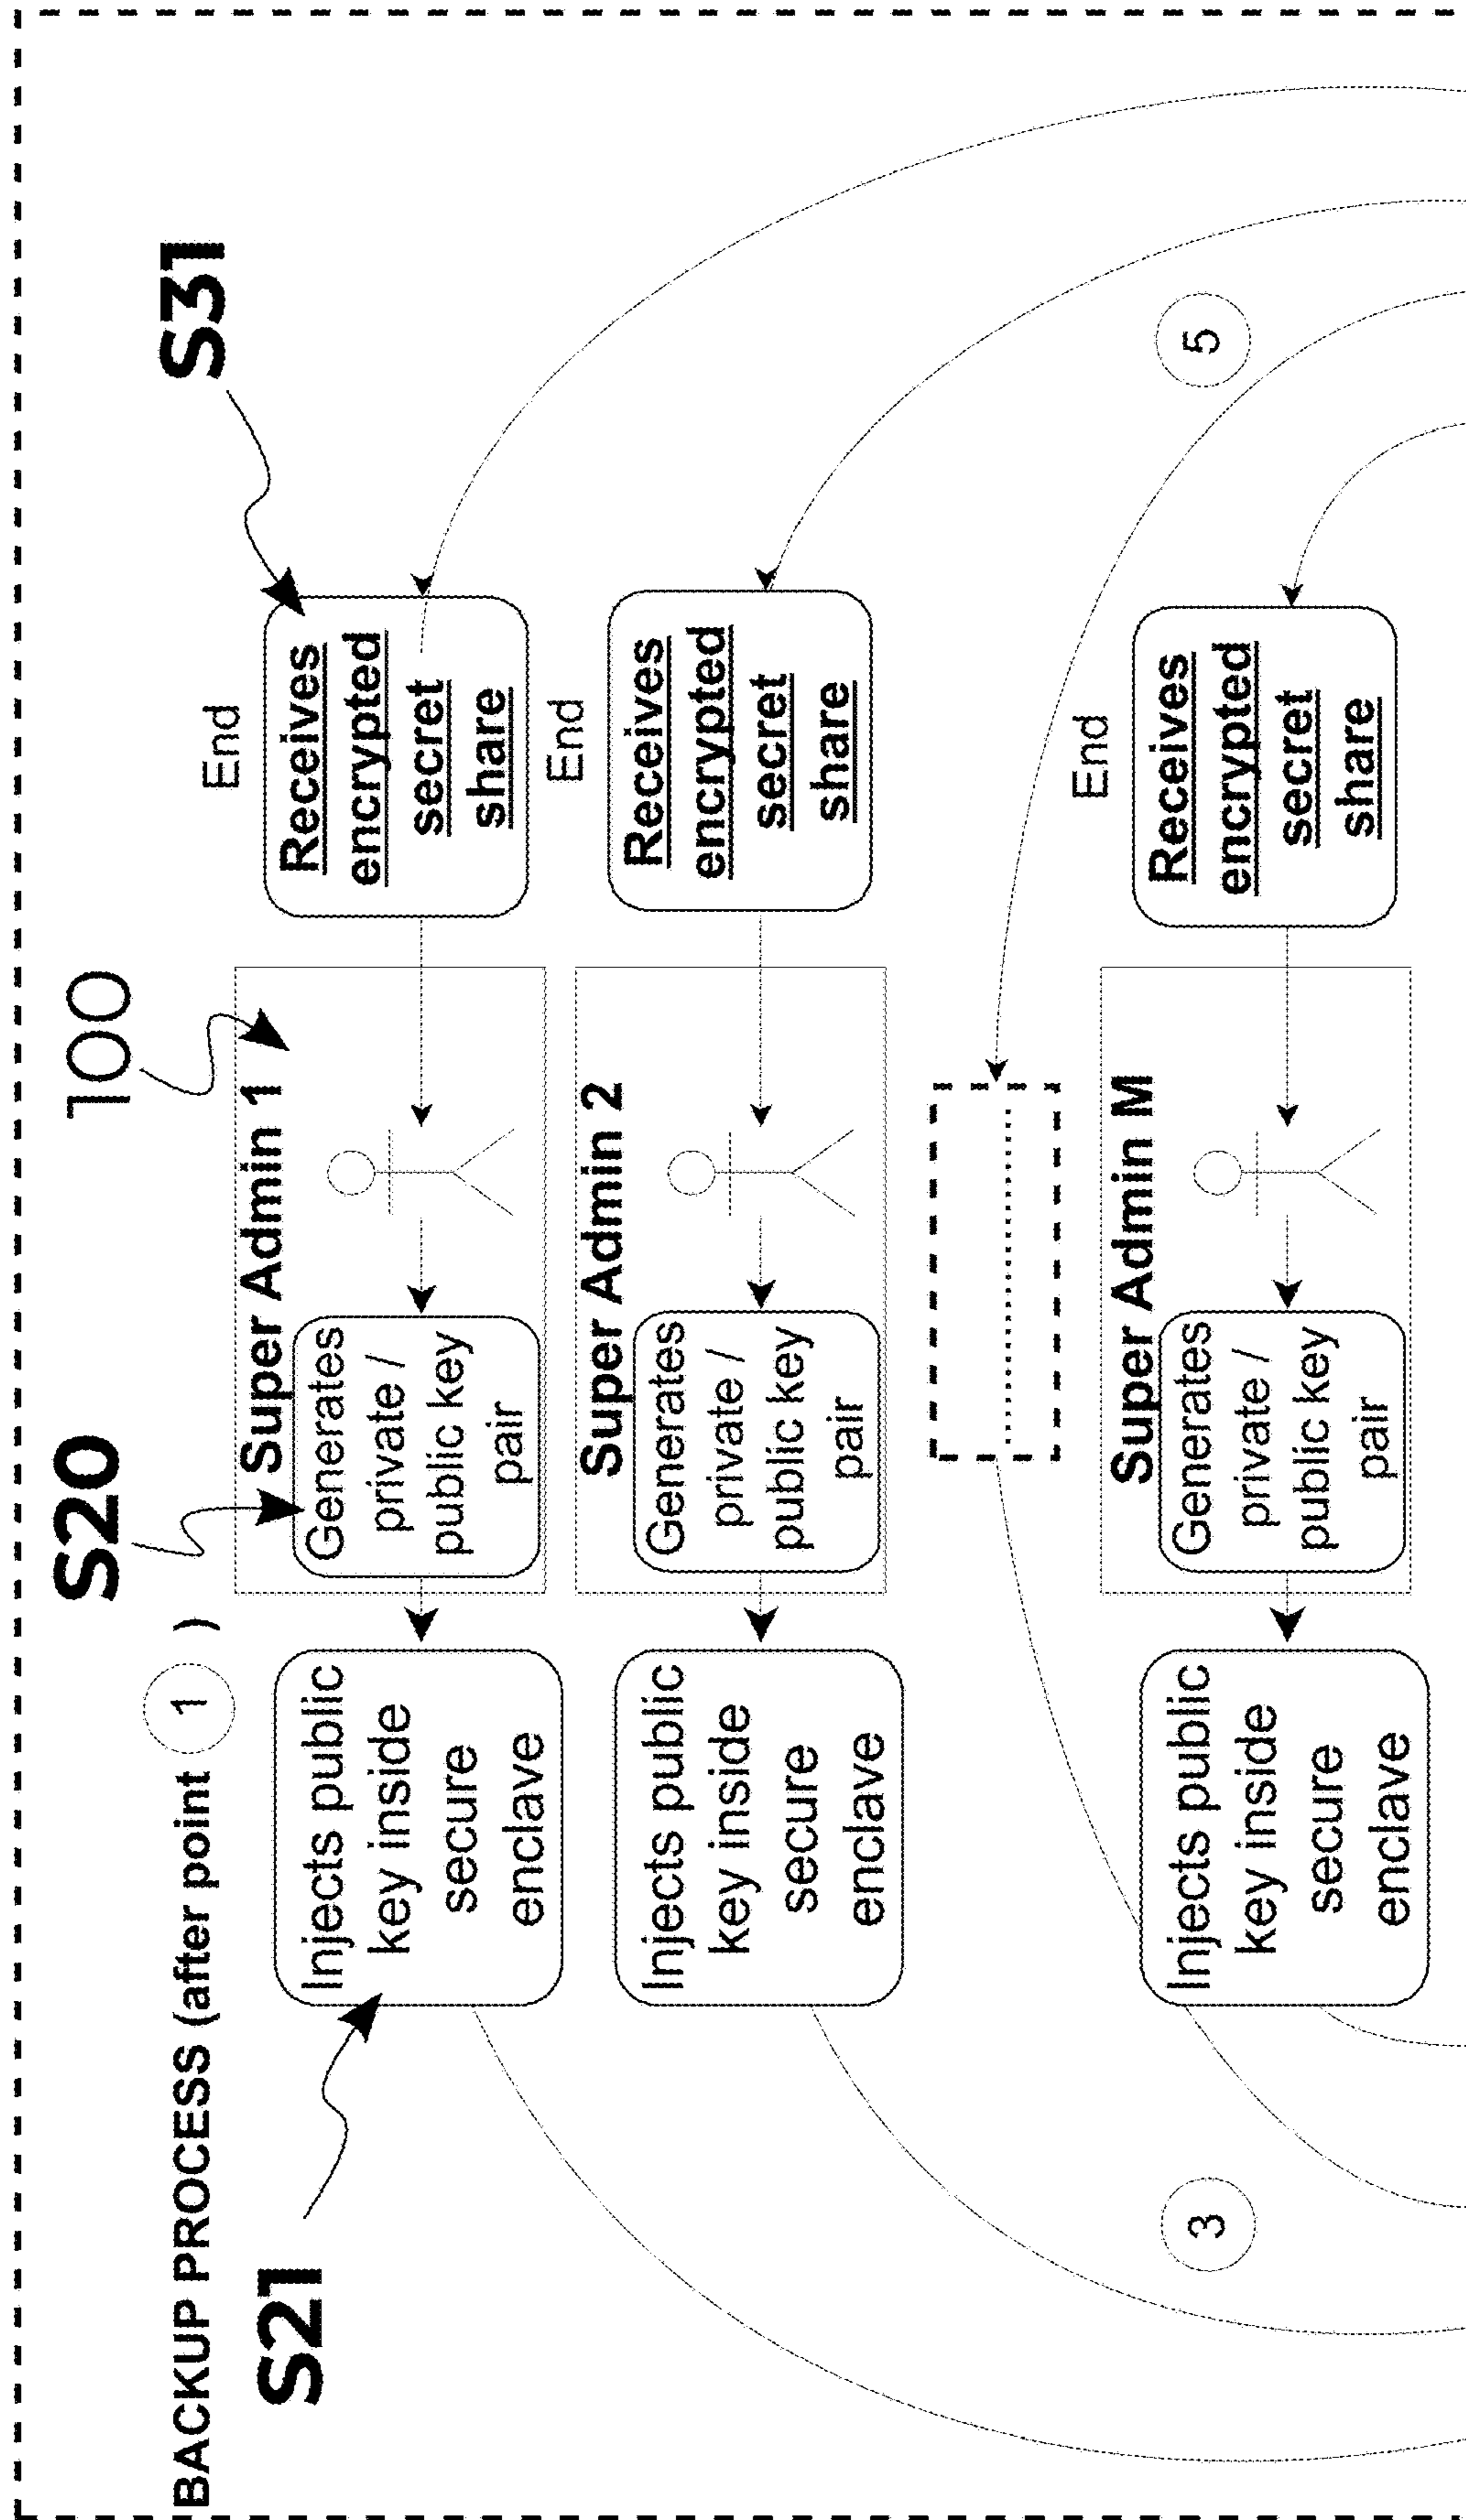 BACKUP PROCESS (after point 1 )
S20
100
S31
S21
Super Admin 1
End
Injects public
key inside
secure
enclave
Generates
private /
public key
pair
Receives
encrypted
secret
share
Super Admin 2
End
Injects public
key inside
secure
enclave
Generates
private /
public key
pair
Receives
encrypted
secret
share
Super Admin M
End
Injects public
key inside
secure
enclave
Generates
private /
public key
pair
Receives
encrypted
secret
share
3
5